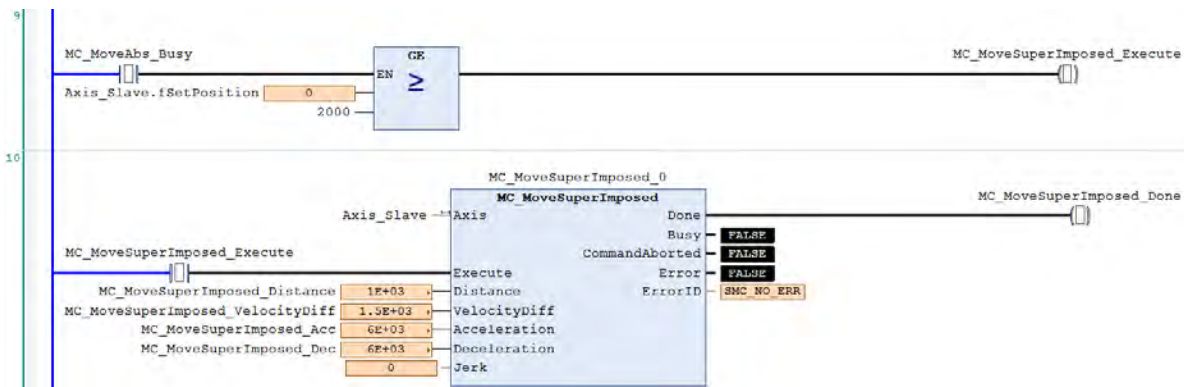 9
MC_MoveAbs_Busy
GE
MC_MoveSuperImposed_Execute
EN
≥
Axis_Slave.fSetPosition 0
2000
10
MC_MoveSuperImposed_0
MC_MoveSuperImposed
MC_MoveSuperImposed_Done
Axis_Slave Axis Done
Busy FALSE
MC_MoveSuperImposed_Execute CommandAborted FALSE
Execute Error FALSE
MC_MoveSuperImposed_Distance 1E+03 Distance ErrorID SMC_NO_ERR
MC_MoveSuperImposed_VelocityDiff 1.5E+03 VelocityDiff
MC_MoveSuperImposed_Acc 6E+03 Acceleration
MC_MoveSuperImposed_Dec 6E+03 Deceleration
0 Jerk